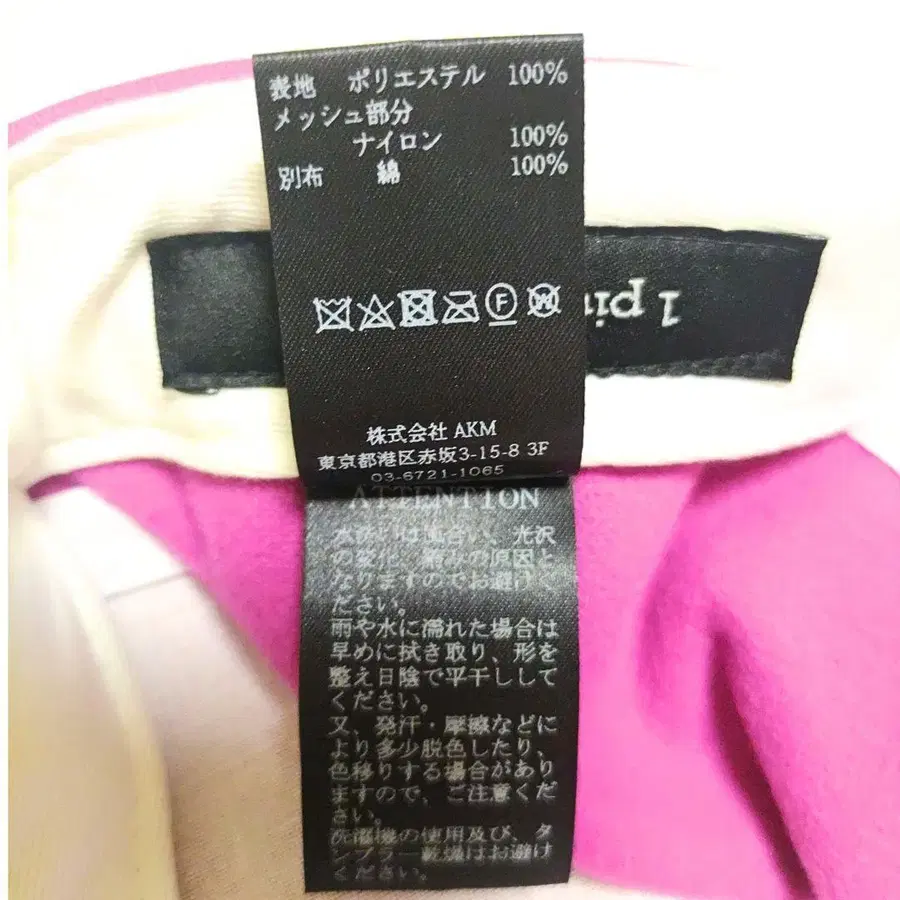 表地 ポリエステル 100%
メッシュ部分
ナイロン 100%
別布 綿 100%
1 pi
F
W
株式会社 AKM
東京都港区赤坂3-15-8 3F
03-6721-1065
ATTENTION
水洗いは風合い、光沢
の変化、縮みの原因と
なりますのでお避けく
ださい。
雨や水に濡れた場合は
早めに拭き取り、形を
整え日陰で平干しして
ください。
又、発汗・摩擦などに
より多少脱色したり、
色移りする場合があり
ますので、ご注意くだ
さい。
洗濯機の使用及び、タ
ンブラー乾燥はお避け
ください。